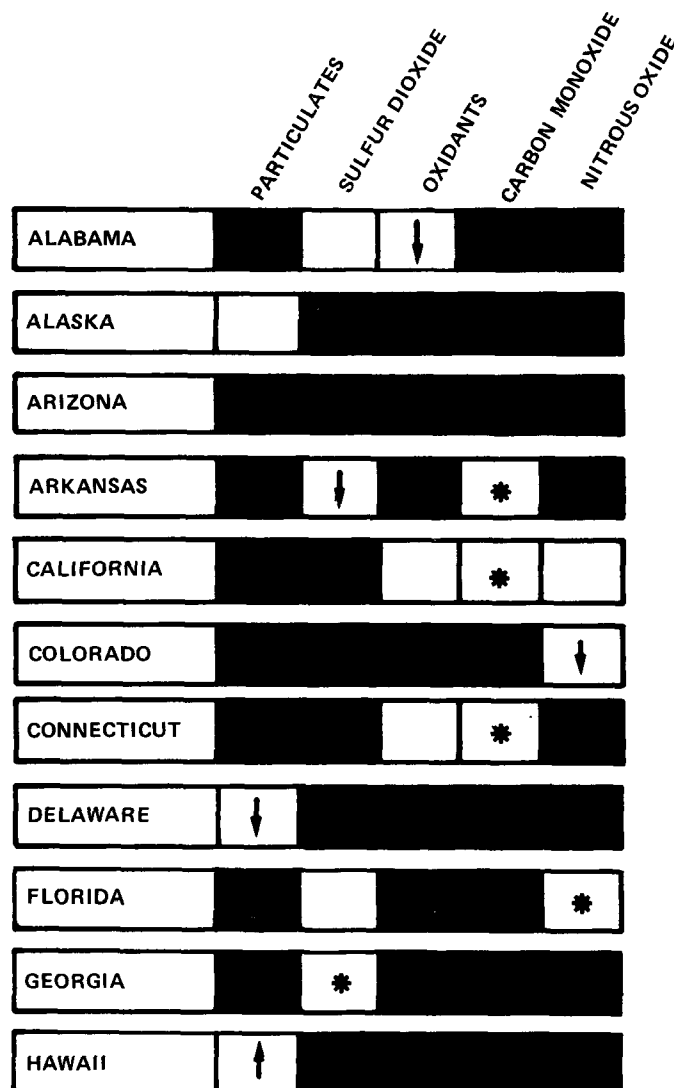 PARTICULATES
SULFUR DIOXIDE
OXIDANTS
CARBON MONOXIDE
NITROUS OXIDE
ALABAMA
ALASKA
ARIZONA
ARKANSAS
*
CALIFORNIA
*
COLORADO
CONNECTICUT
*
DELAWARE
FLORIDA
*
GEORGIA
*
HAWAII